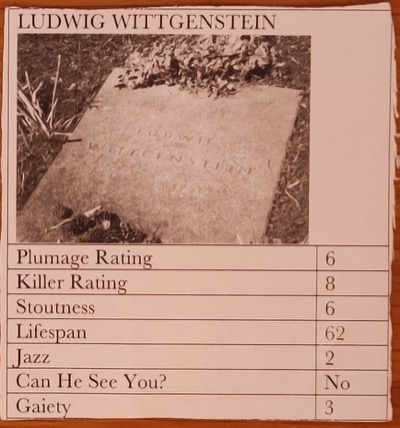 LUDWIG WITTGENSTEIN
LUDWIG
WITTGENSTEIN
Plumage Rating 6
Killer Rating 8
Stoutness 6
Lifespan 62
Jazz 2
Can He See You? No
Gaiety 3